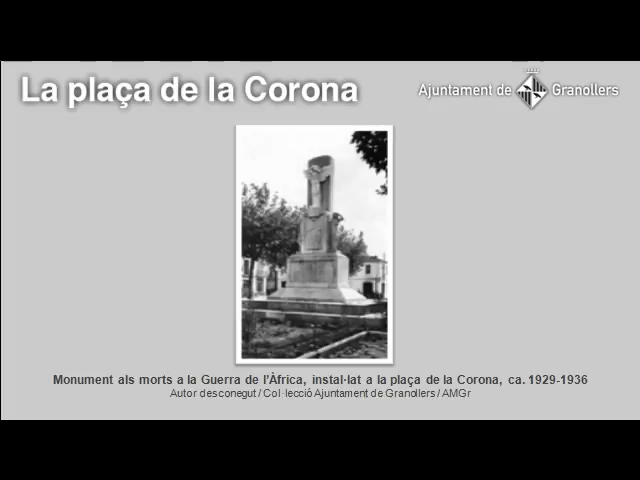 La plaça de la Corona
Ajuntament de Granollers
Monument als morts a la Guerra de l'Àfrica, instal·lat a la plaça de la Corona, ca. 1929-1936
Autor desconegut / Col·lecció Ajuntament de Granollers / AMGr